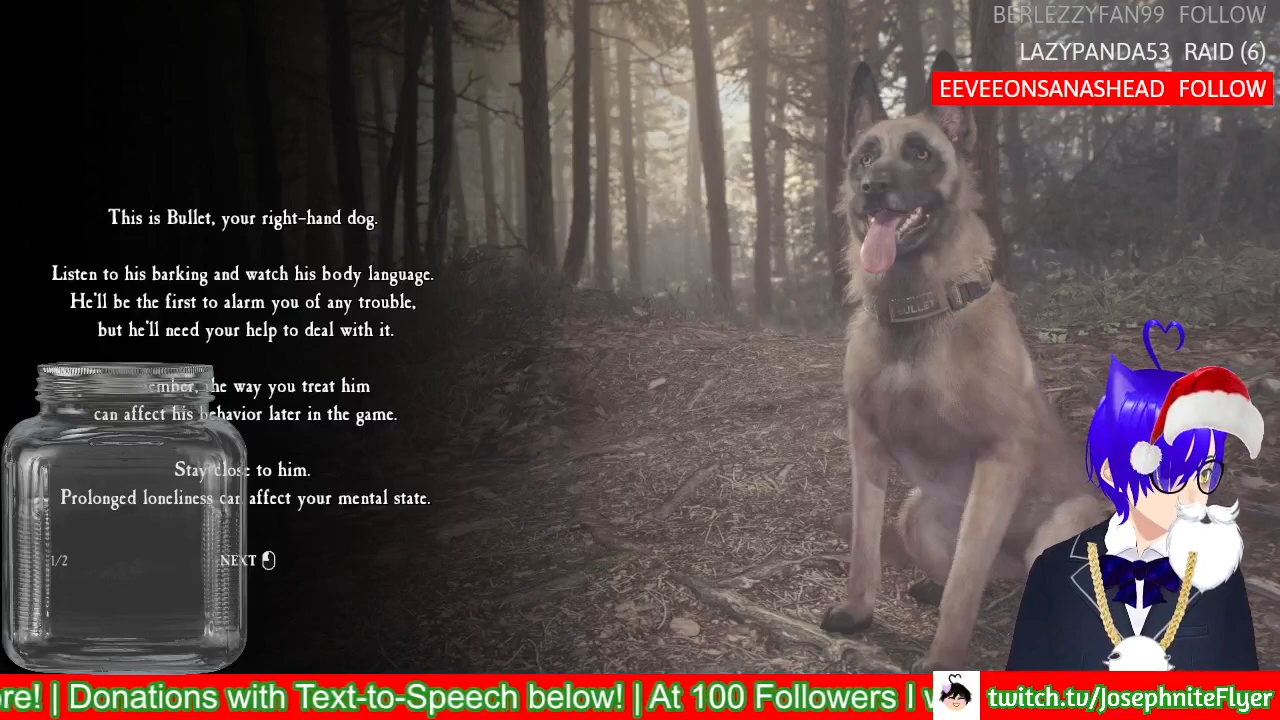 BERLEZZYFAN99 FOLLOW
LAZYPANDA53 RAID (6)
EEVEEONSANASHEAD FOLLOW
This is Bullet, your right-hand dog.
Listen to his barking and watch his body language.
He'll be the first to alarm you of any trouble,
but he'll need your help to deal with it.
ember, the way you treat him
can affect his behavior later in the game.
Stay close to him.
Prolonged loneliness can affect your mental state.
1/2
NEXT
BULLET
ore! | Donations with Text-to-Speech below! | At 100 Followers I w
twitch.tv/JosephniteFlyer